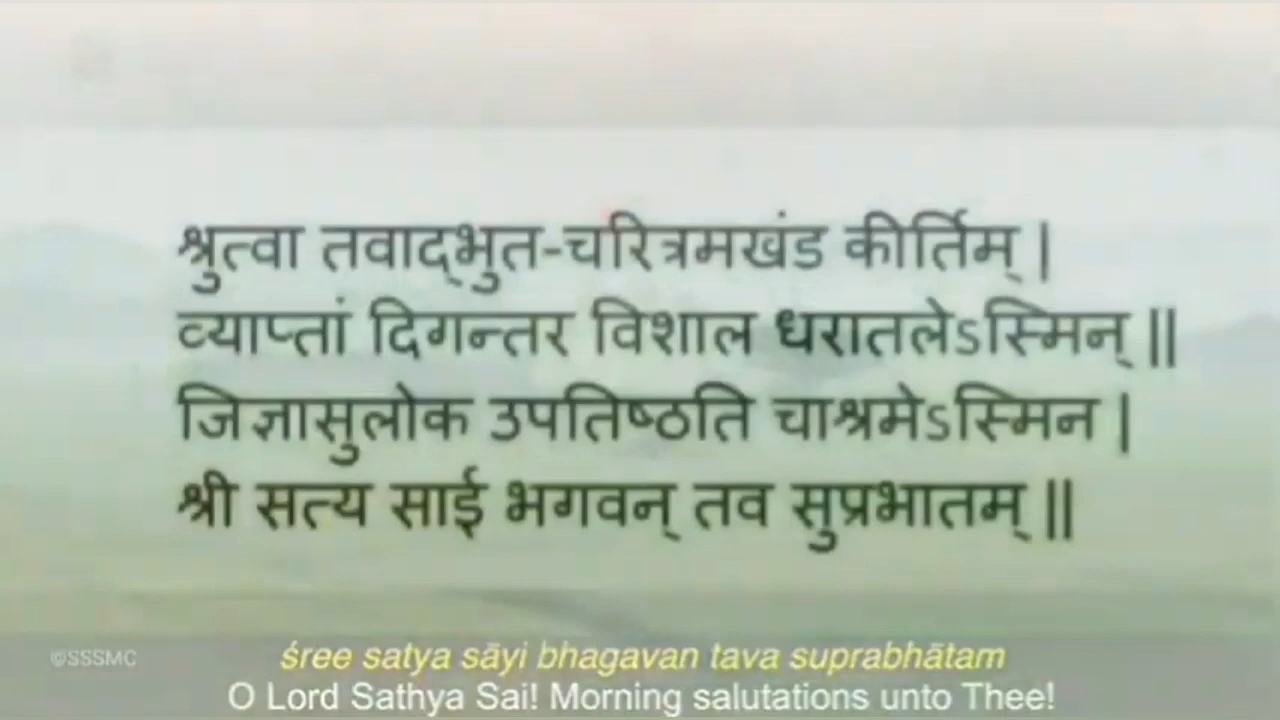 श्रुत्वा तवाद्‌भुत-चरित्रमखंड कीर्तिम् |
व्याप्तां दिगन्तर विशाल धरातलेऽस्मिन् ||
जिज्ञासुलोक उपतिष्ठति चाश्रमेऽस्मिन |
श्री सत्य साई भगवन् तव सुप्रभातम् ||
©SSSMC
śree satya sāyi bhagavan tava suprabhātam
O Lord Sathya Sai! Morning salutations unto Thee!